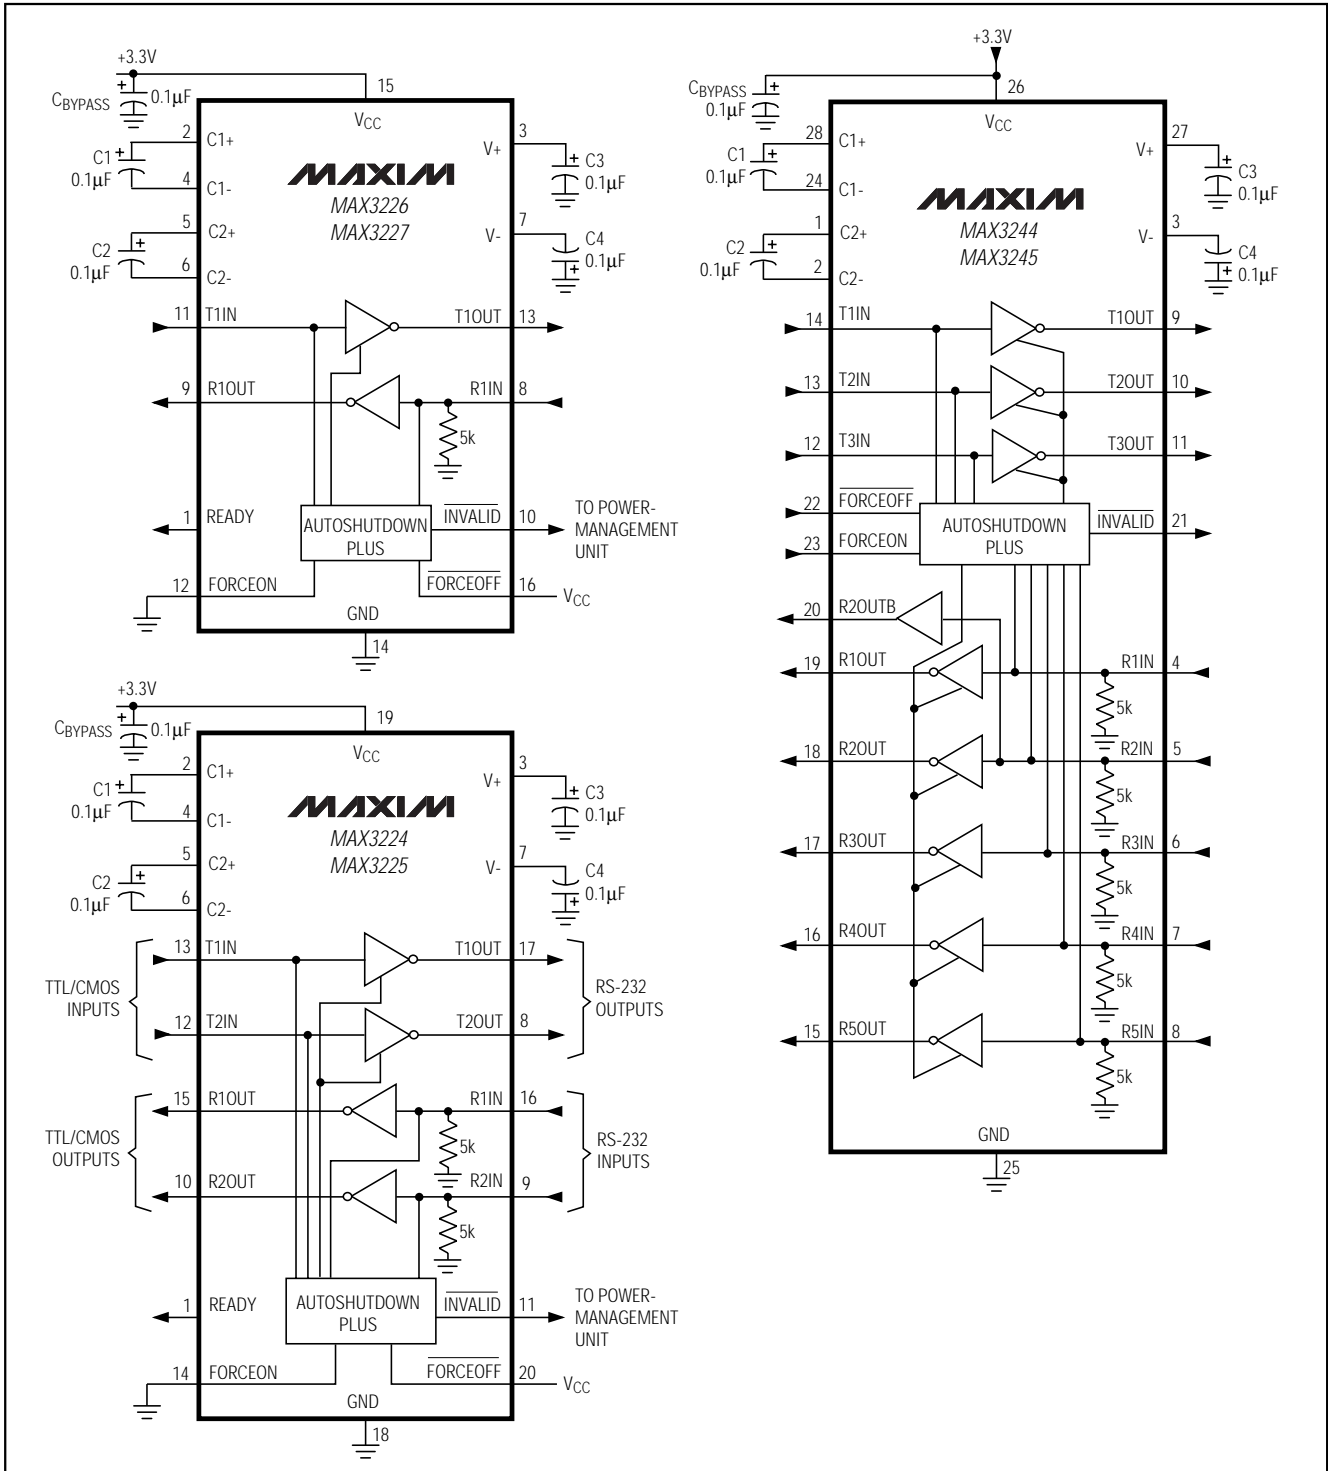 +3.3V
CBYPASS
0.1µF
15
VCC
2
C1+
C1
0.1µF
4
C1-
5
C2+
C2
0.1µF
6
C2-
MAXIM
MAX3226
MAX3227
3
V+
C3
0.1µF
7
V-
C4
0.1µF
11
T1IN
T1OUT
13
9
R1OUT
R1IN
8
5k
1
READY
AUTOSHUTDOWN
PLUS
INVALID
10
TO POWER-
MANAGEMENT
UNIT
12
FORCEON
FORCEOFF
16
VCC
GND
14
+3.3V
CBYPASS
0.1µF
19
VCC
2
C1+
C1
0.1µF
4
C1-
5
C2+
C2
0.1µF
6
C2-
MAXIM
MAX3224
MAX3225
3
V+
C3
0.1µF
7
V-
C4
0.1µF
TTL/CMOS
INPUTS
13
T1IN
T1OUT
17
12
T2IN
T2OUT
8
RS-232
OUTPUTS
TTL/CMOS
OUTPUTS
15
R1OUT
R1IN
16
5k
10
R2OUT
R2IN
9
5k
RS-232
INPUTS
1
READY
AUTOSHUTDOWN
PLUS
INVALID
11
TO POWER-
MANAGEMENT
UNIT
14
FORCEON
FORCEOFF
20
VCC
GND
18
+3.3V
CBYPASS
0.1µF
26
VCC
28
C1+
C1
0.1µF
24
C1-
1
C2+
C2
0.1µF
2
C2-
MAXIM
MAX3244
MAX3245
27
V+
C3
0.1µF
3
V-
C4
0.1µF
14
T1IN
T1OUT
9
13
T2IN
T2OUT
10
12
T3IN
T3OUT
11
22
FORCEOFF
23
FORCEON
AUTOSHUTDOWN
PLUS
INVALID
21
20
R2OUTB
19
R1OUT
R1IN
4
5k
18
R2OUT
R2IN
5
5k
17
R3OUT
R3IN
6
5k
16
R4OUT
R4IN
7
5k
15
R5OUT
R5IN
8
5k
GND
25